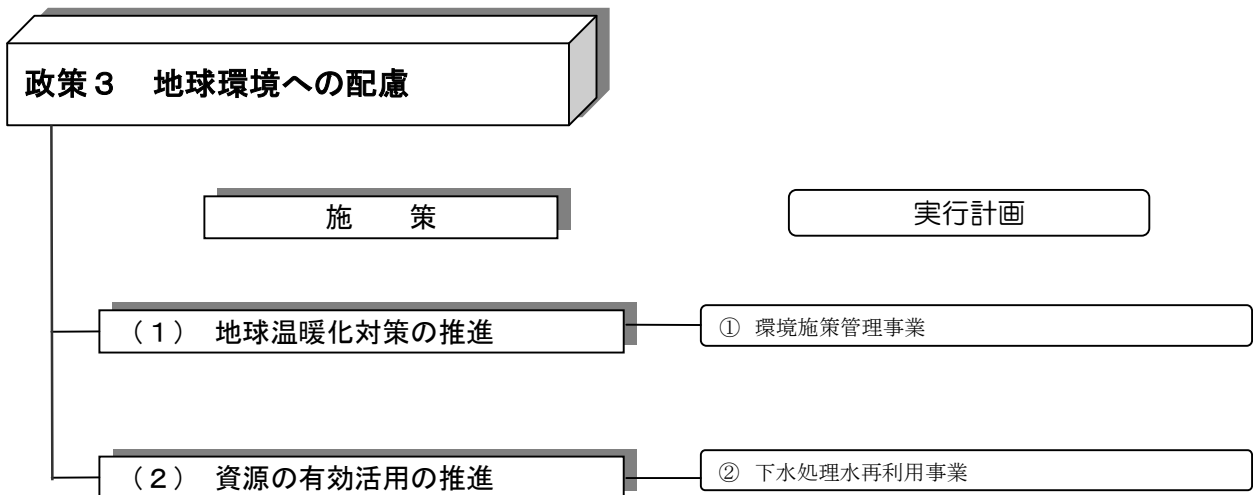 政策３　地球環境への配慮
施　　策
実行計画
（１）　地球温暖化対策の推進
①　環境施策管理事業
（２）　資源の有効活用の推進
②　下水処理水再利用事業